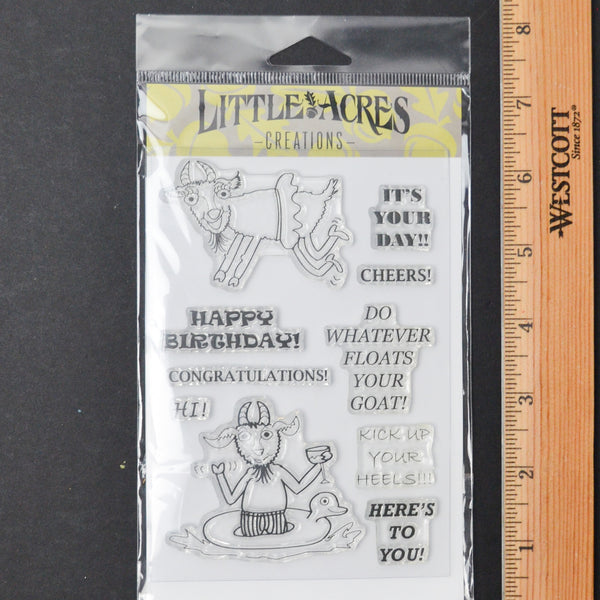 LITTLE ACRES
-CREATIONS-
IT'S
YOUR
DAY!!
CHEERS!
HAPPY
BIRTHDAY!
DO
WHATEVER
FLOATS
YOUR
GOAT!
CONGRATULATIONS!
HI!
KICK UP
YOUR
HEELS!!!
HERE'S
TO
YOU!
8
7
6
5
4
3
2
1
WESTCOTT
Since 1872®